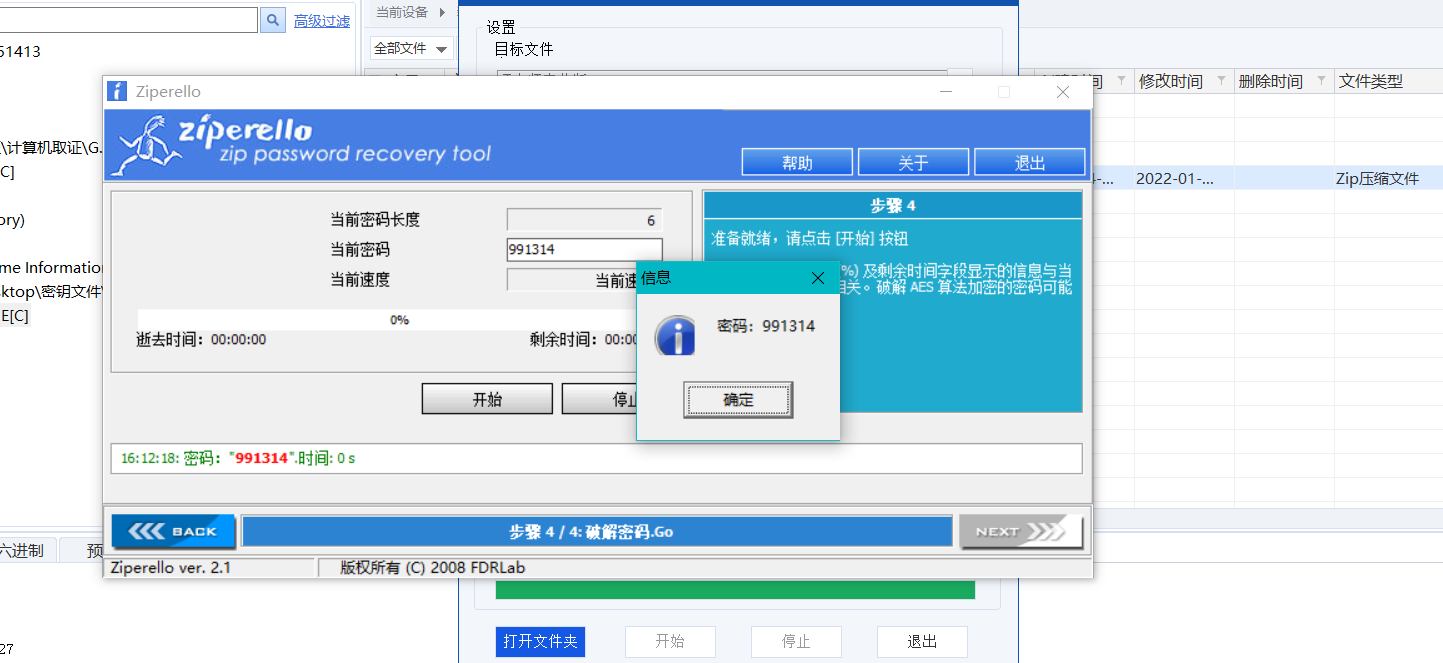 高级过滤
当前设备
设置
51413
全部文件
目标文件
Ziperello
修改时间
删除时间
文件类型
ziperello
zip password recovery tool
帮助
关于
退出
\计算机取证\G.
C]
2022-01-...
Zip压缩文件
ory)
me Information
ktop\密钥文件\
E[C]
当前密码长度
6
当前密码
991314
当前速度
当前速
0%
逝去时间：00:00:00
剩余时间：00:00
步骤 4
准备就绪，请点击 [开始] 按钮
%) 及剩余时间字段显示的信息与当
相关。破解 AES 算法加密的密码可能
信息
密码：991314
确定
开始
停止
16:12:18: 密码："991314".时间: 0 s
BACK
步骤 4 / 4: 破解密码.Go
NEXT
六进制
预
Ziperello ver. 2.1
版权所有 (C) 2008 FDRLab
打开文件夹
开始
停止
退出
27